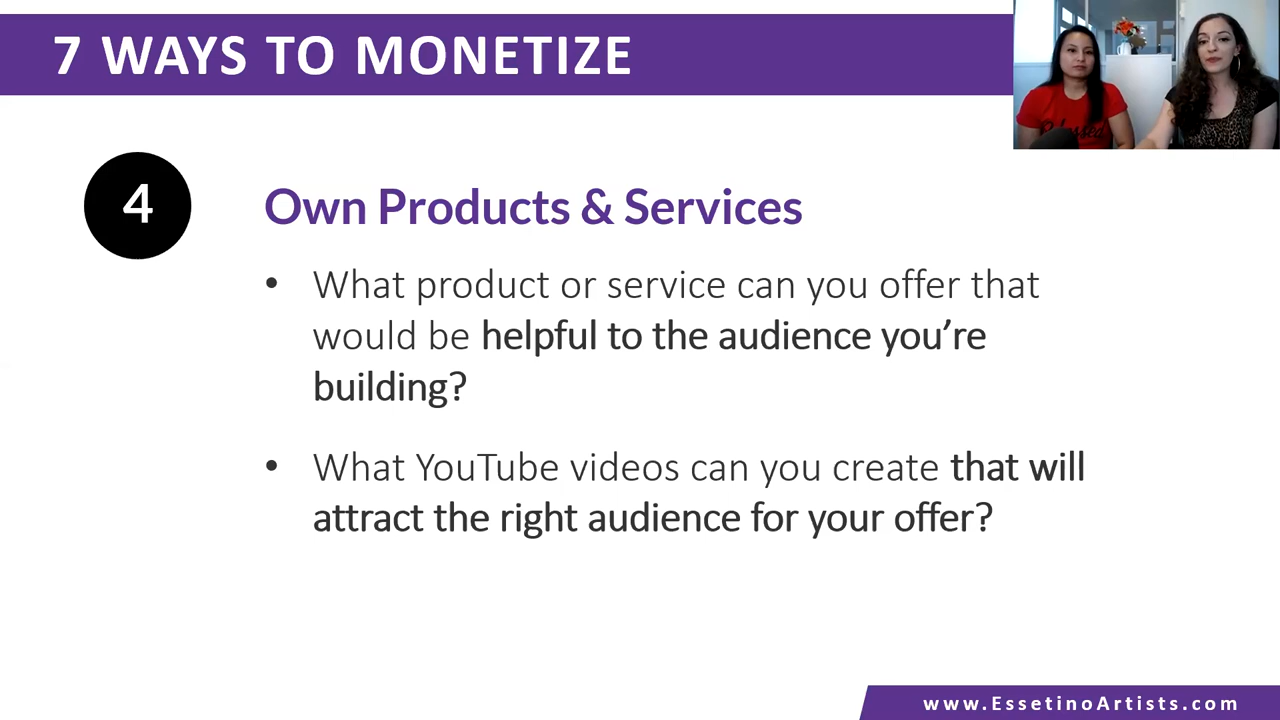 7 WAYS TO MONETIZE
4
Own Products & Services
• What product or service can you offer that
would be helpful to the audience you’re
building?
• What YouTube videos can you create that will
attract the right audience for your offer?
www.EssetinoArtists.com